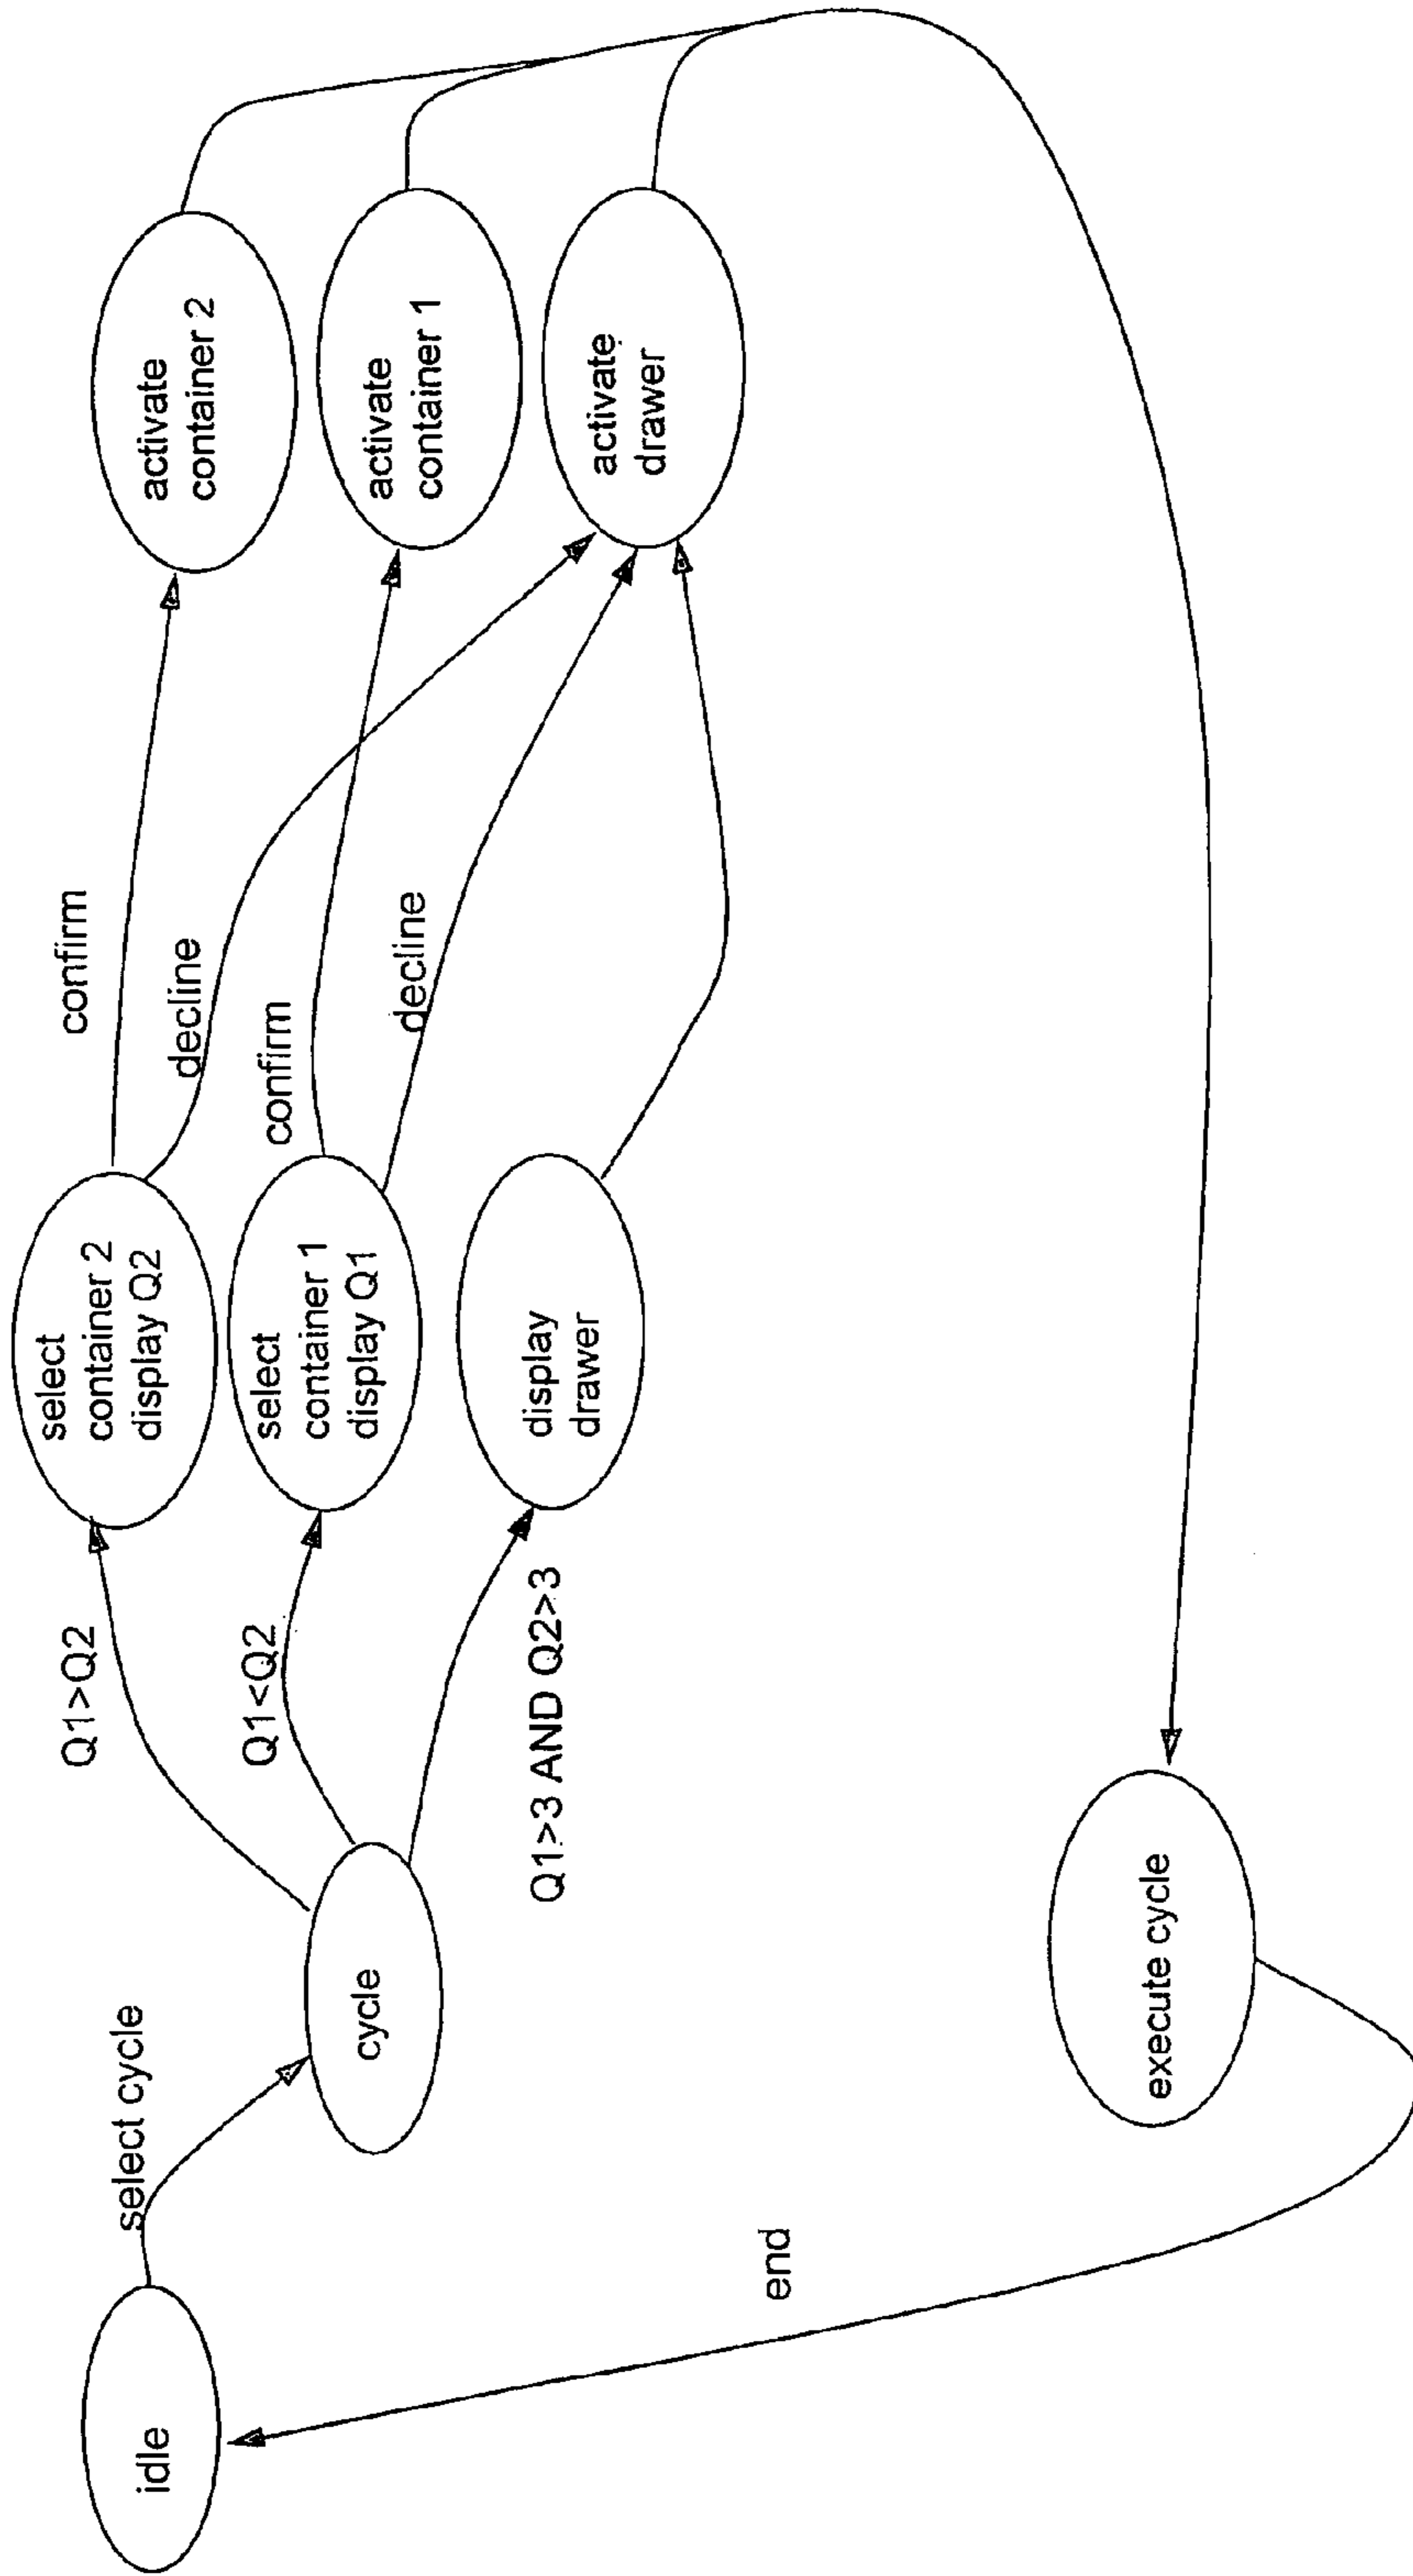 idle
select cycle
cycle
Q1>Q2
Q1<Q2
Q1>3 AND Q2>3
select
container 2
display Q2
select
container 1
display Q1
display
drawer
confirm
decline
confirm
decline
activate
container 2
activate
container 1
activate
drawer
execute cycle
end